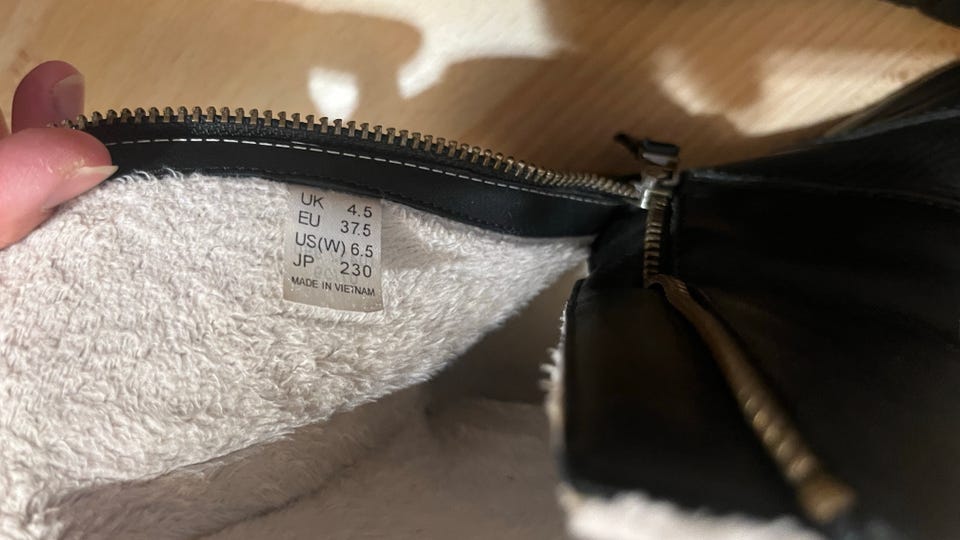 UK 4.5
EU 37.5
US(W) 6.5
JP 230
MADE IN VIETNAM